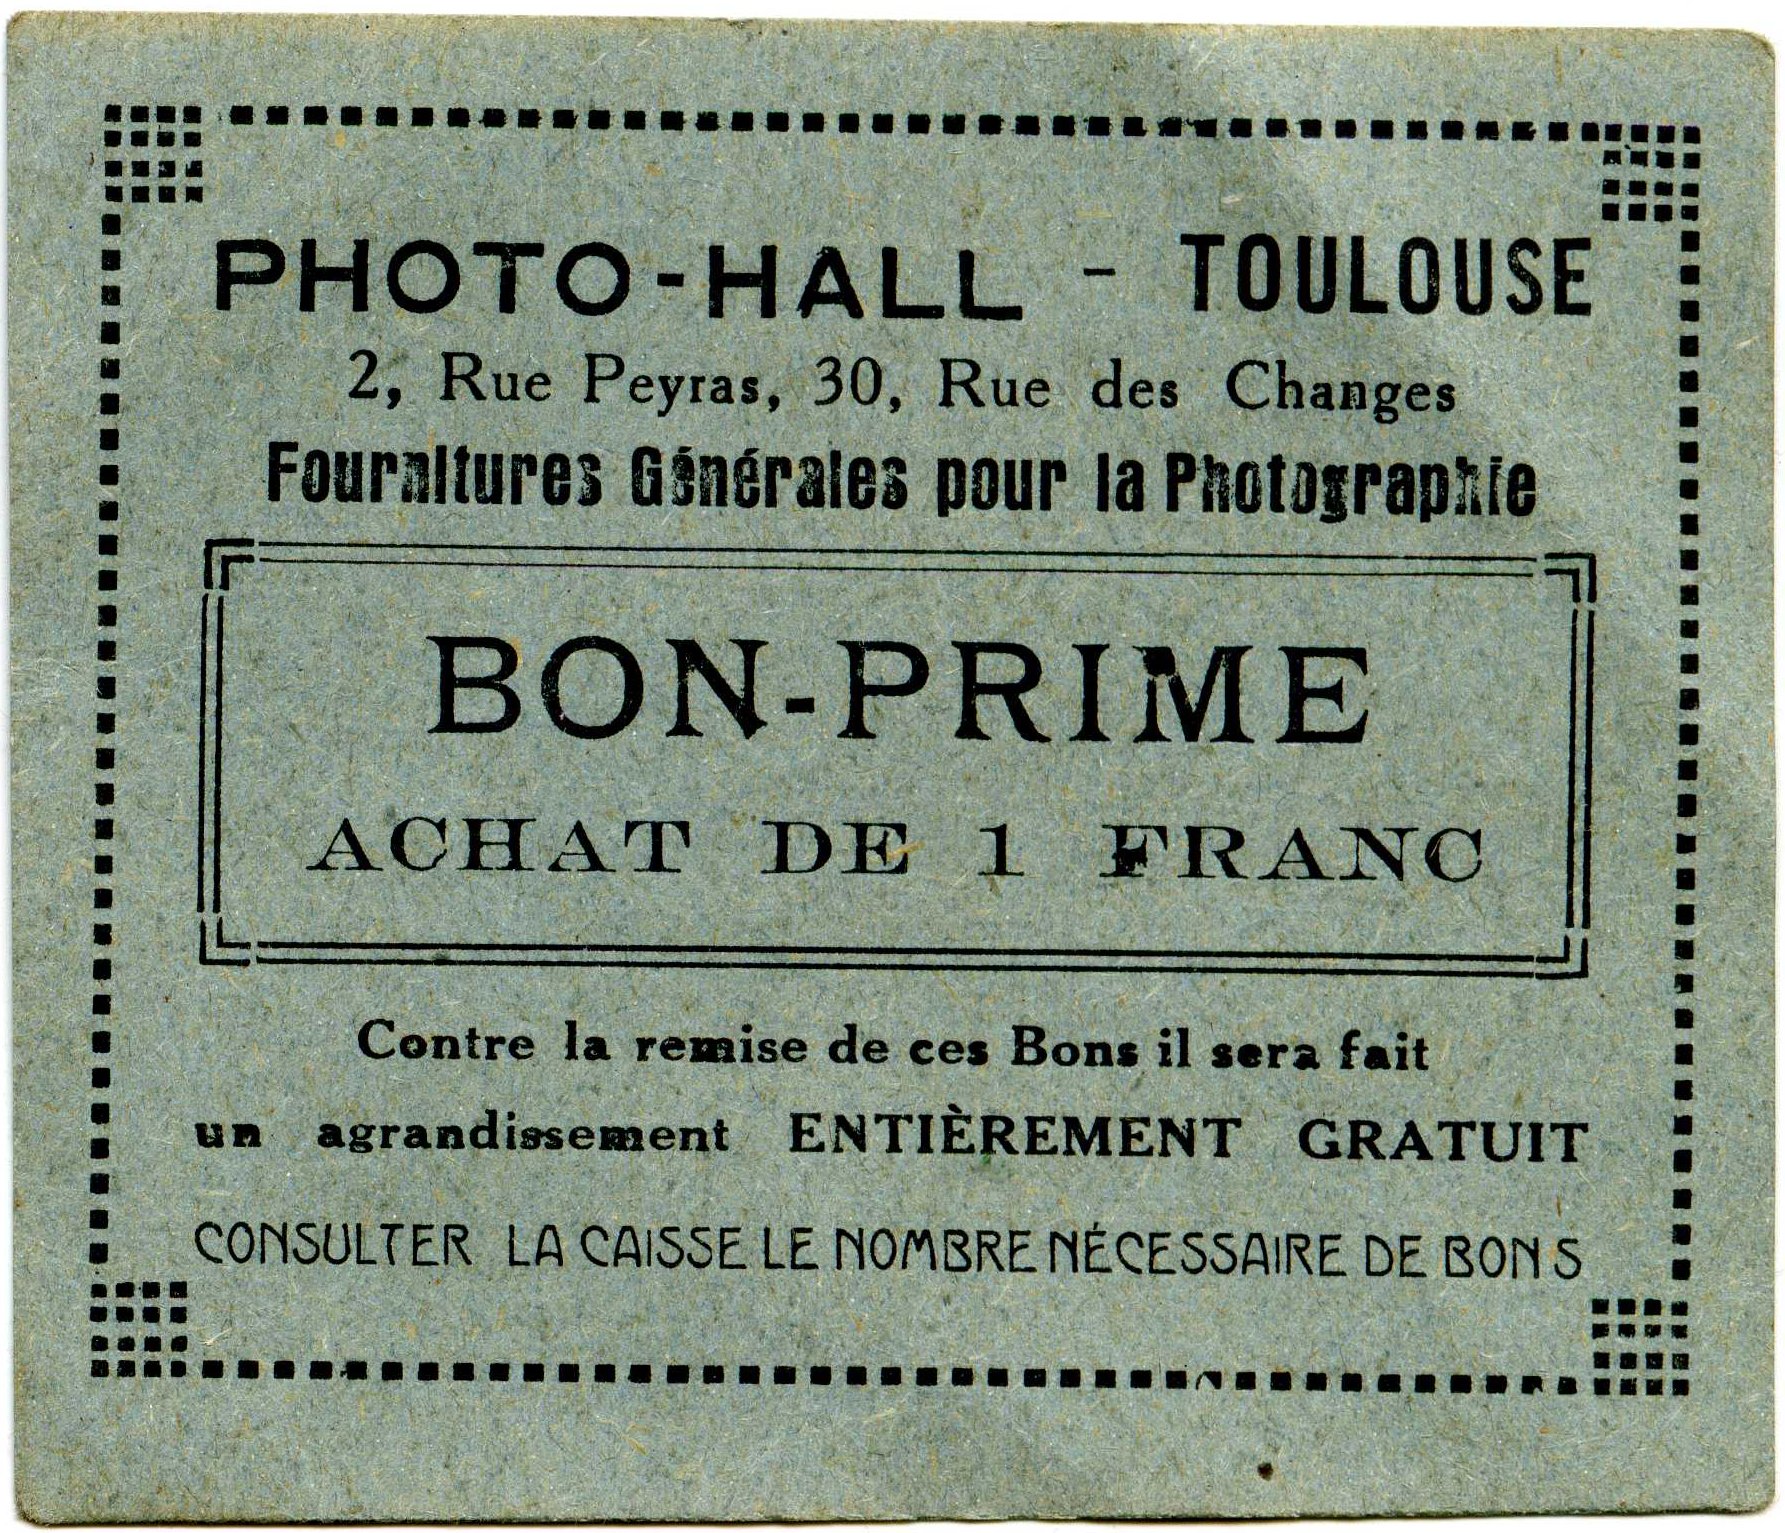 PHOTO-HALL - TOULOUSE
2, Rue Peyras, 30, Rue des Changes
Fournitures Générales pour la Photographie
BON-PRIME
ACHAT DE 1 FRANC
Contre la remise de ces Bons il sera fait
un agrandissement ENTIÈREMENT GRATUIT
CONSULTER LA CAISSE LE NOMBRE NÉCESSAIRE DE BONS